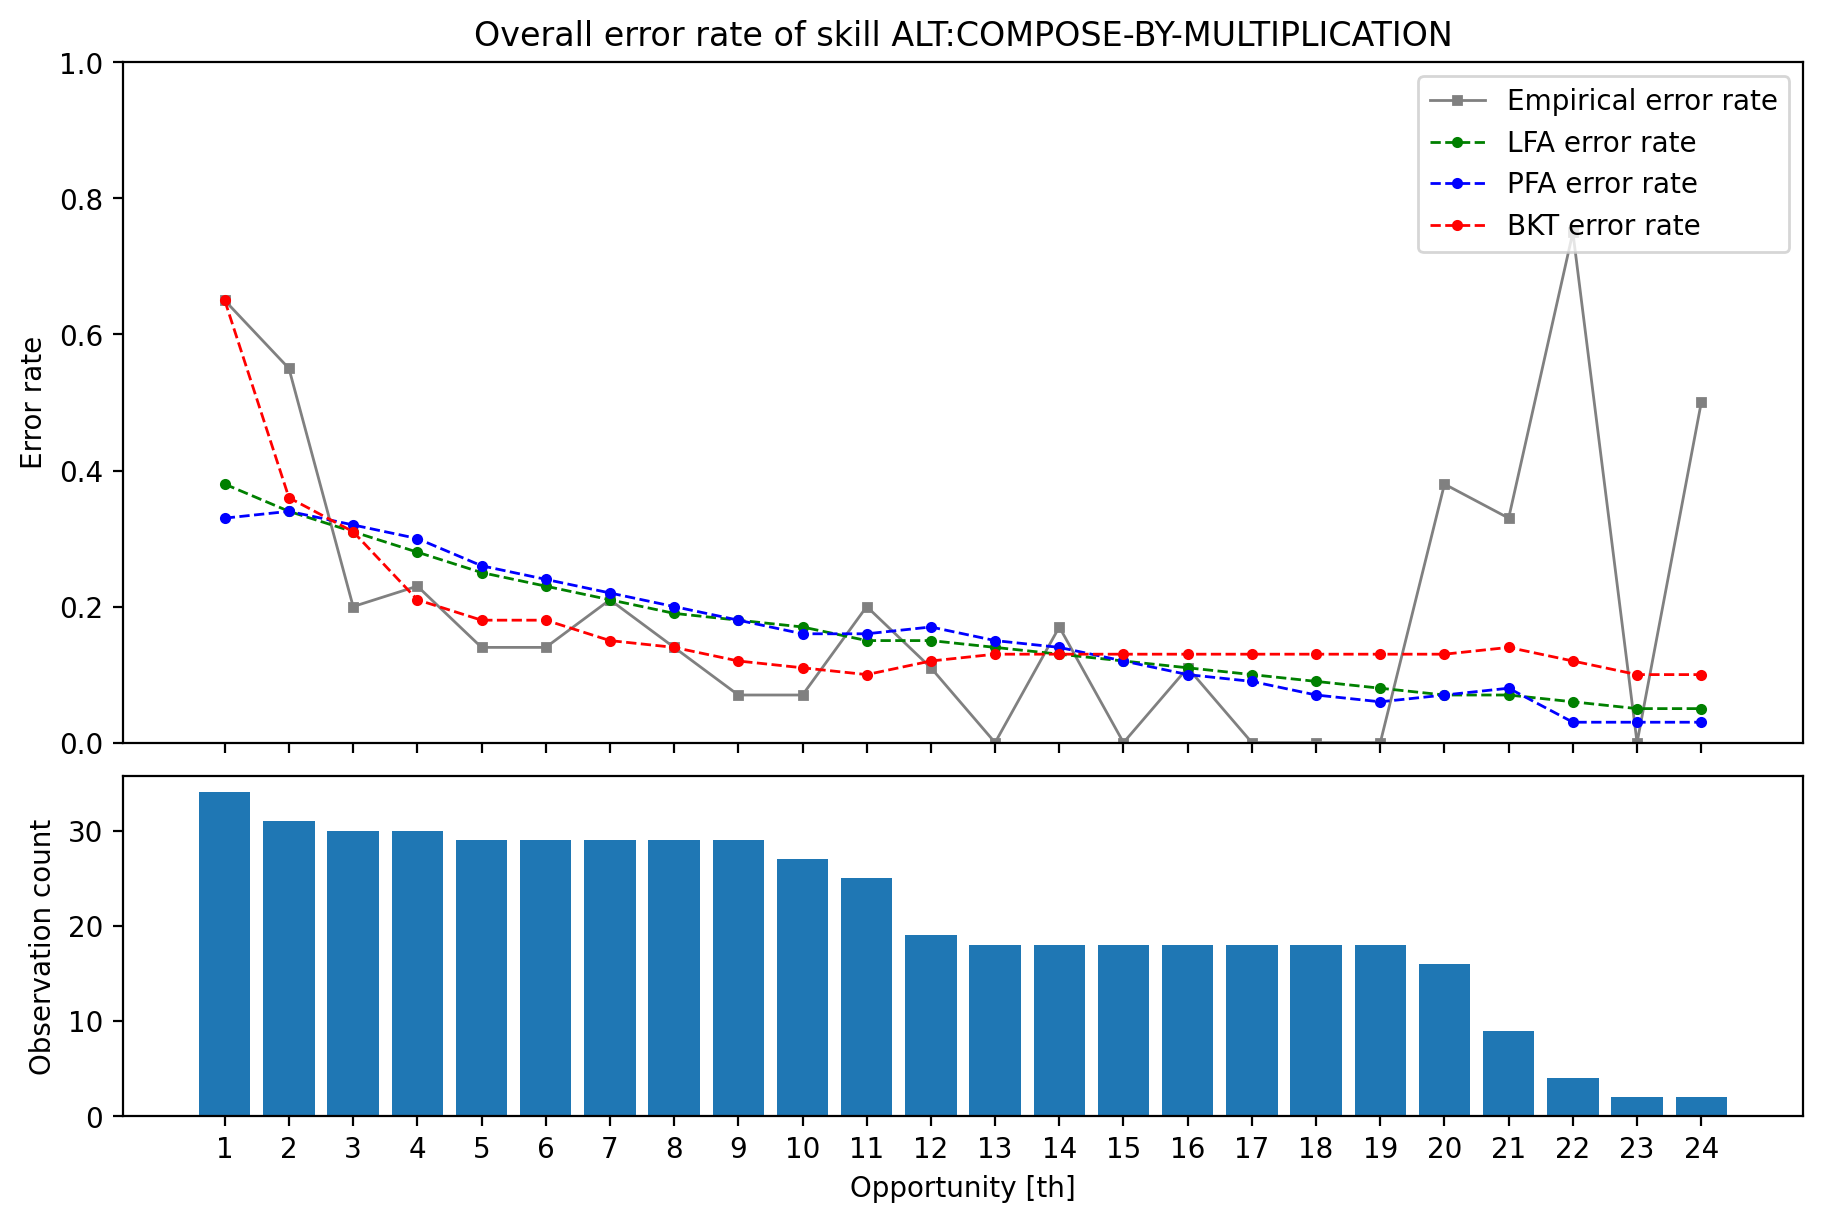 Overall error rate of skill ALT:COMPOSE-BY-MULTIPLICATION
Error rate
1.0
0.8
0.6
0.4
0.2
0.0
Empirical error rate
LFA error rate
PFA error rate
BKT error rate
Observation count
30
20
10
0
1 2 3 4 5 6 7 8 9 10 11 12 13 14 15 16 17 18 19 20 21 22 23 24
Opportunity [th]